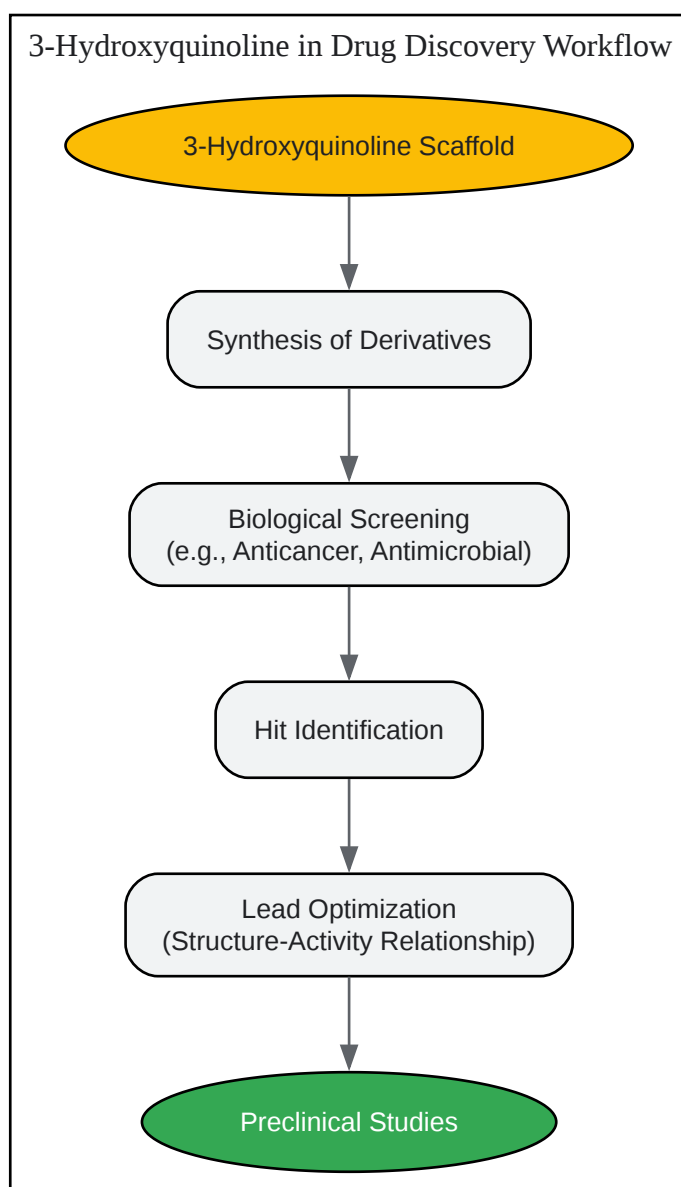 3-Hydroxyquinoline in Drug Discovery Workflow
3-Hydroxyquinoline Scaffold
Synthesis of Derivatives
Biological Screening
(e.g., Anticancer, Antimicrobial)
Hit Identification
Lead Optimization
(Structure-Activity Relationship)
Preclinical Studies